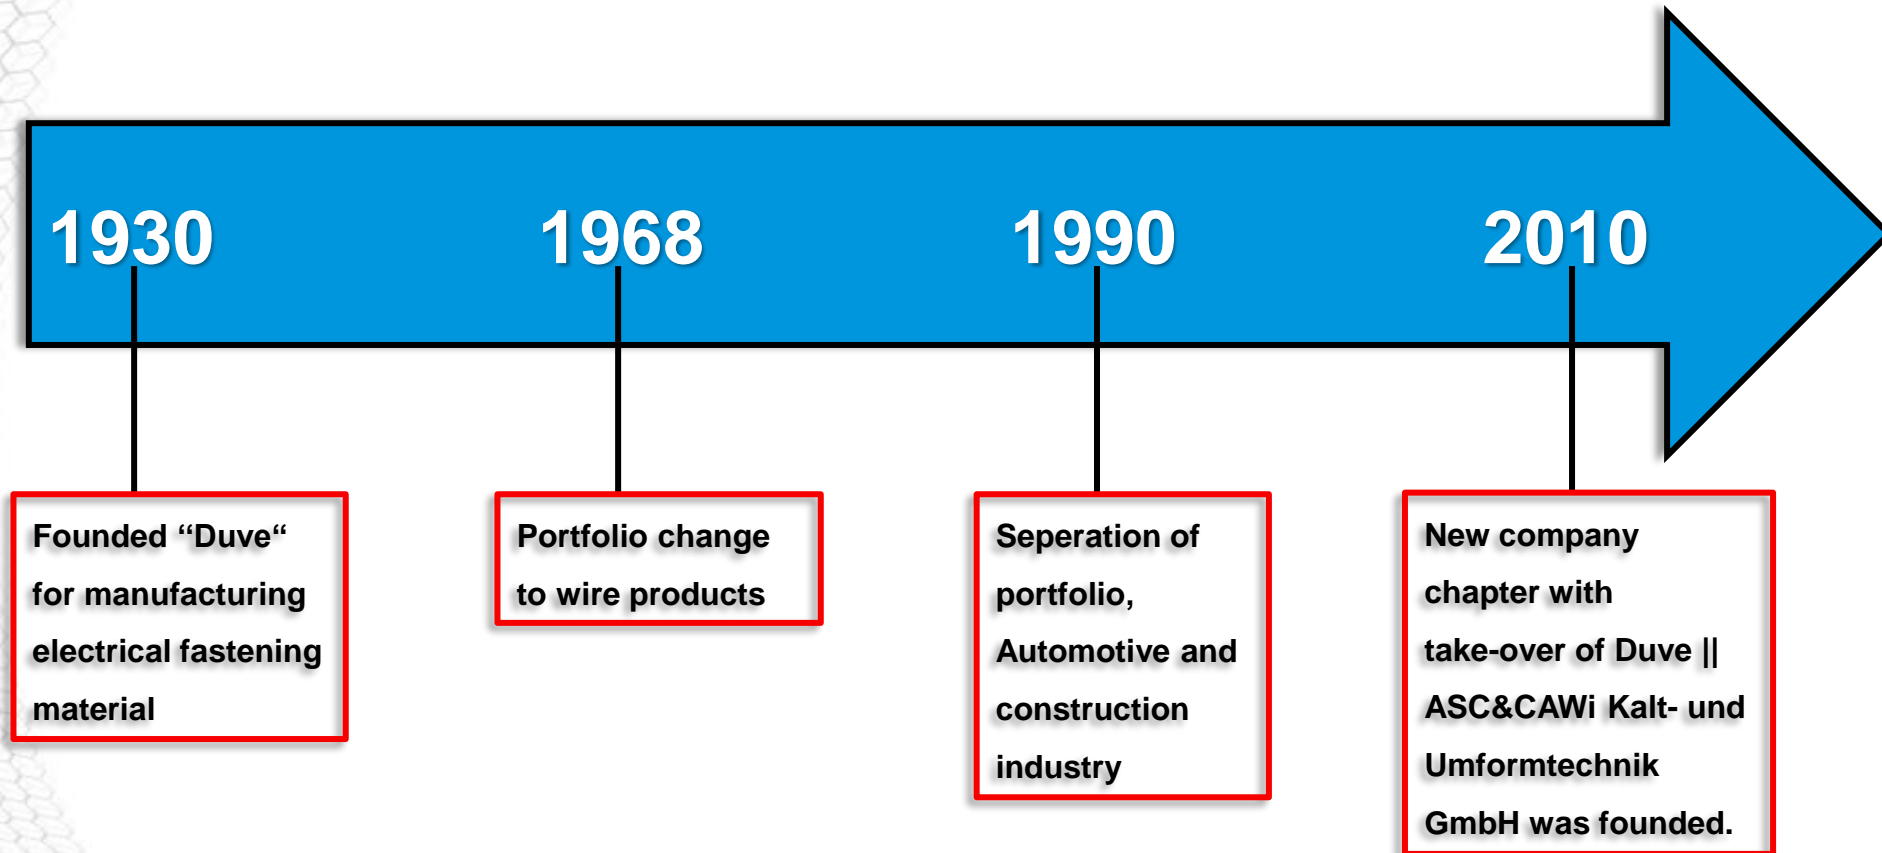 1930
1968
1990
2010
Founded “Duve“
for manufacturing
electrical fastening
material
Portfolio change
to wire products
Seperation of
portfolio,
Automotive and
construction
industry
New company
chapter with
take-over of Duve ||
ASC&CAWi Kalt- und
Umformtechnik
GmbH was founded.